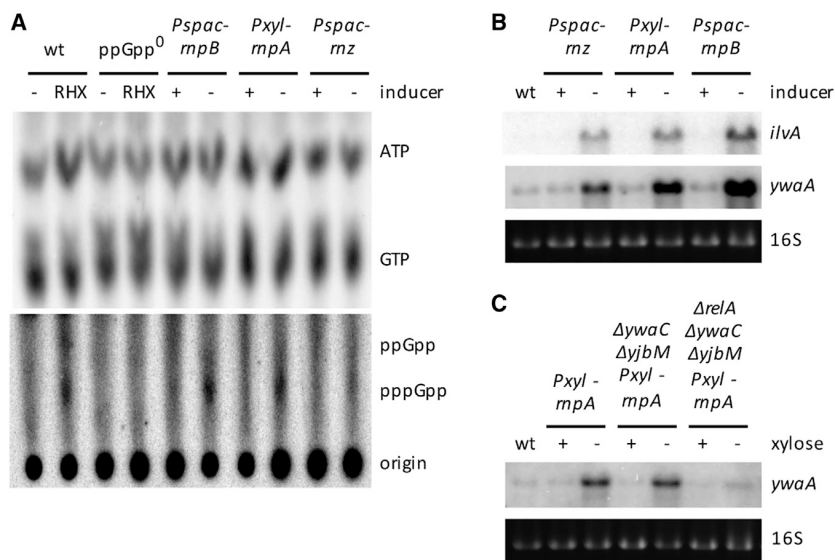 A
wt ppGpp0 Pspac-rnpB Pxyl-rnpA Pspac-rnz
- RHX - RHX + - + - + - inducer
ATP
GTP
ppGpp
pppGpp
origin
B
Pspac-rnz Pxyl-rnpA Pspac-rnpB
wt + - + - + - inducer
ilvA
ywaA
16S
C
Pxyl - rnpA
ΔywaC
ΔyjbM
Pxyl -
rnpA
ΔrelA
ΔywaC
ΔyjbM
Pxyl -
rnpA
wt + - + - + - xylose
ywaA
16S